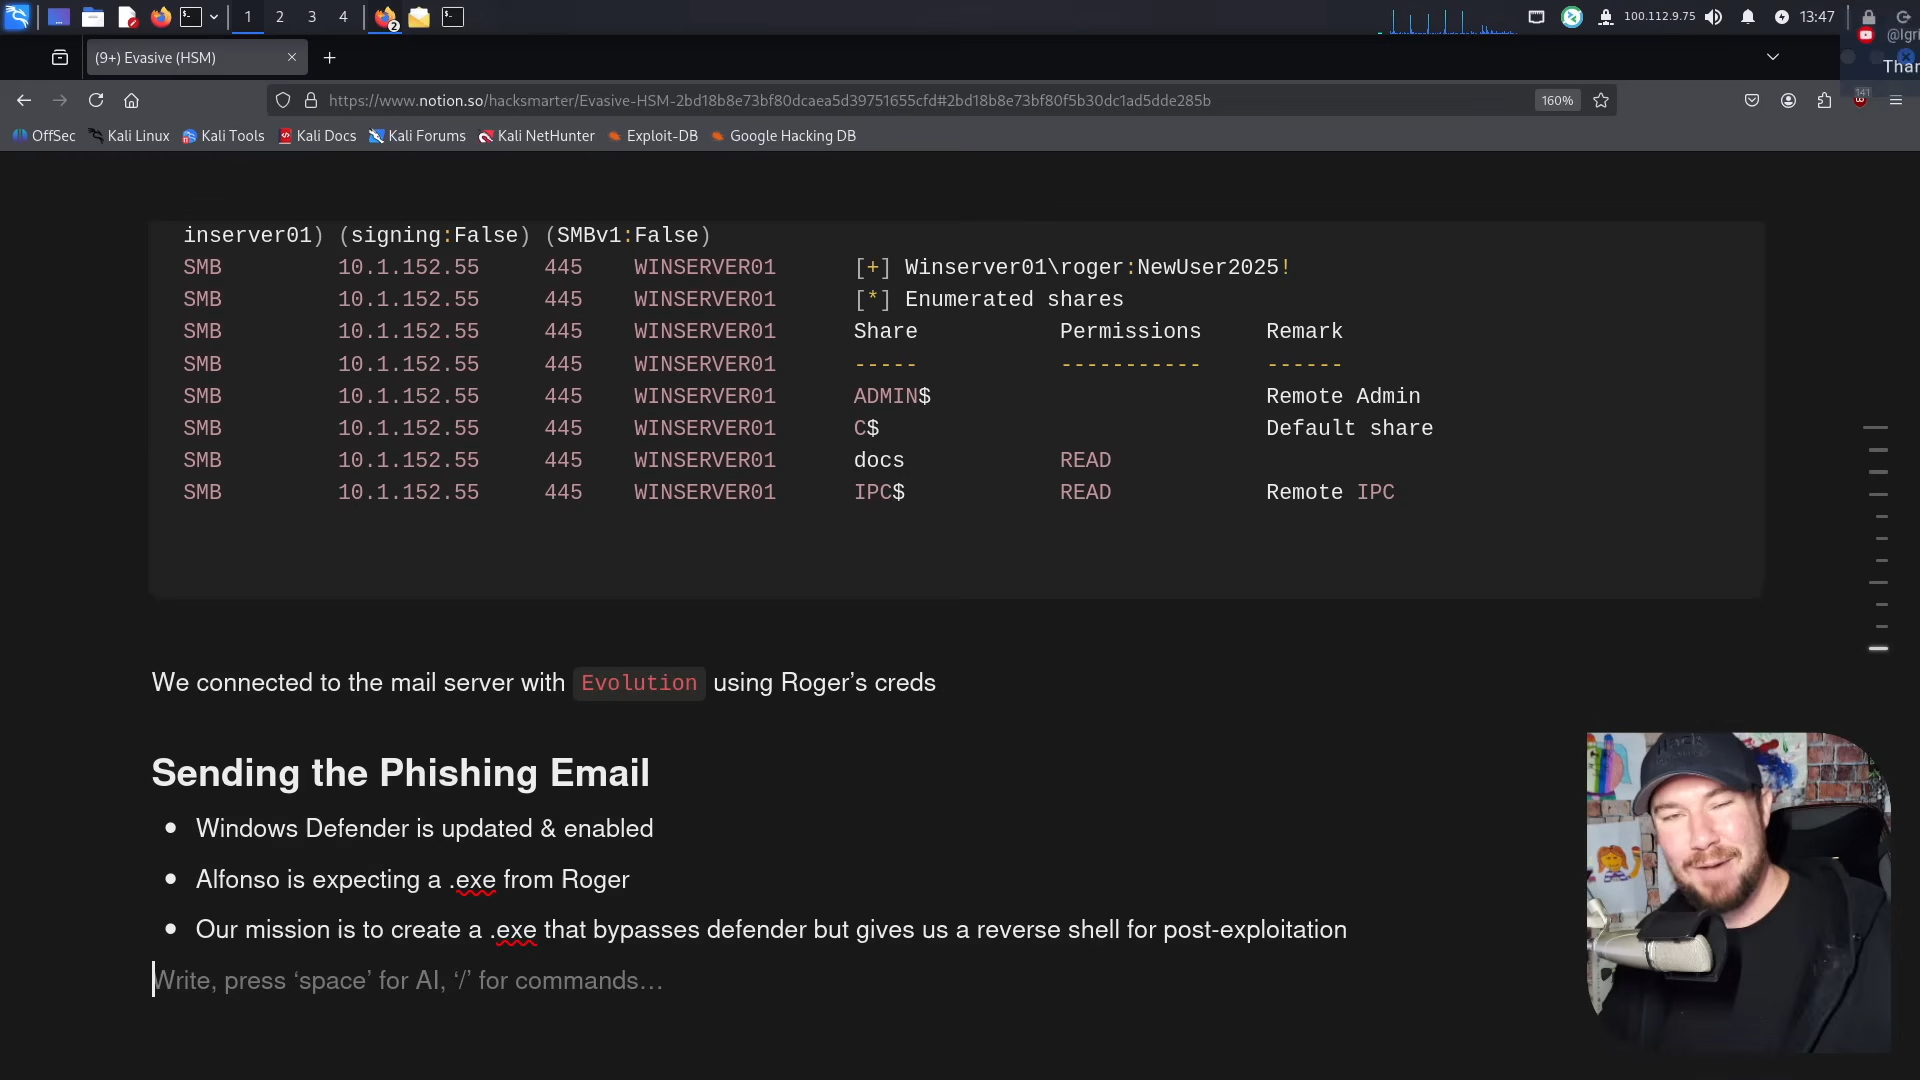 1 2 3 4 2 100.112.9.75 13:47
(9+) Evasive (HSM)
@lgri
Than
https://www.notion.so/hacksmarter/Evasive-HSM-2bd18b8e73bf80dcaea5d39751655cfd#2bd18b8e73bf80f5b30dc1ad5dde285b 160% 141
OffSec Kali Linux Kali Tools Kali Docs Kali Forums Kali NetHunter Exploit-DB Google Hacking DB
inserver01) (signing:False) (SMBv1:False)
SMB 10.1.152.55 445 WINSERVER01 [+] Winserver01\roger:NewUser2025!
SMB 10.1.152.55 445 WINSERVER01 [*] Enumerated shares
SMB 10.1.152.55 445 WINSERVER01 Share Permissions Remark
SMB 10.1.152.55 445 WINSERVER01 ----- ----------- ------
SMB 10.1.152.55 445 WINSERVER01 ADMIN$ Remote Admin
SMB 10.1.152.55 445 WINSERVER01 C$ Default share
SMB 10.1.152.55 445 WINSERVER01 docs READ
SMB 10.1.152.55 445 WINSERVER01 IPC$ READ Remote IPC
We connected to the mail server with Evolution using Roger’s creds
Sending the Phishing Email
• Windows Defender is updated & enabled
• Alfonso is expecting a .exe from Roger
• Our mission is to create a .exe that bypasses defender but gives us a reverse shell for post-exploitation
Write, press ‘space’ for AI, ‘/’ for commands…